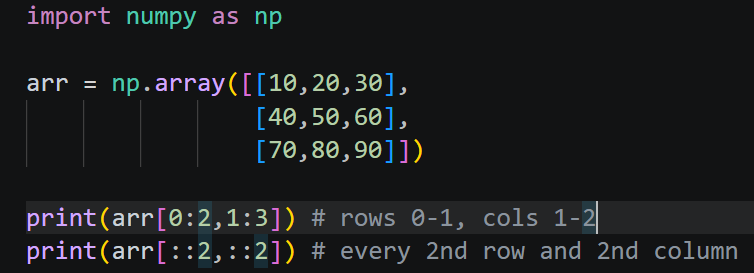 import numpy as np
arr = np.array([[10,20,30],
[40,50,60],
[70,80,90]])
print(arr[0:2,1:3]) # rows 0-1, cols 1-2
print(arr[::2,::2]) # every 2nd row and 2nd column